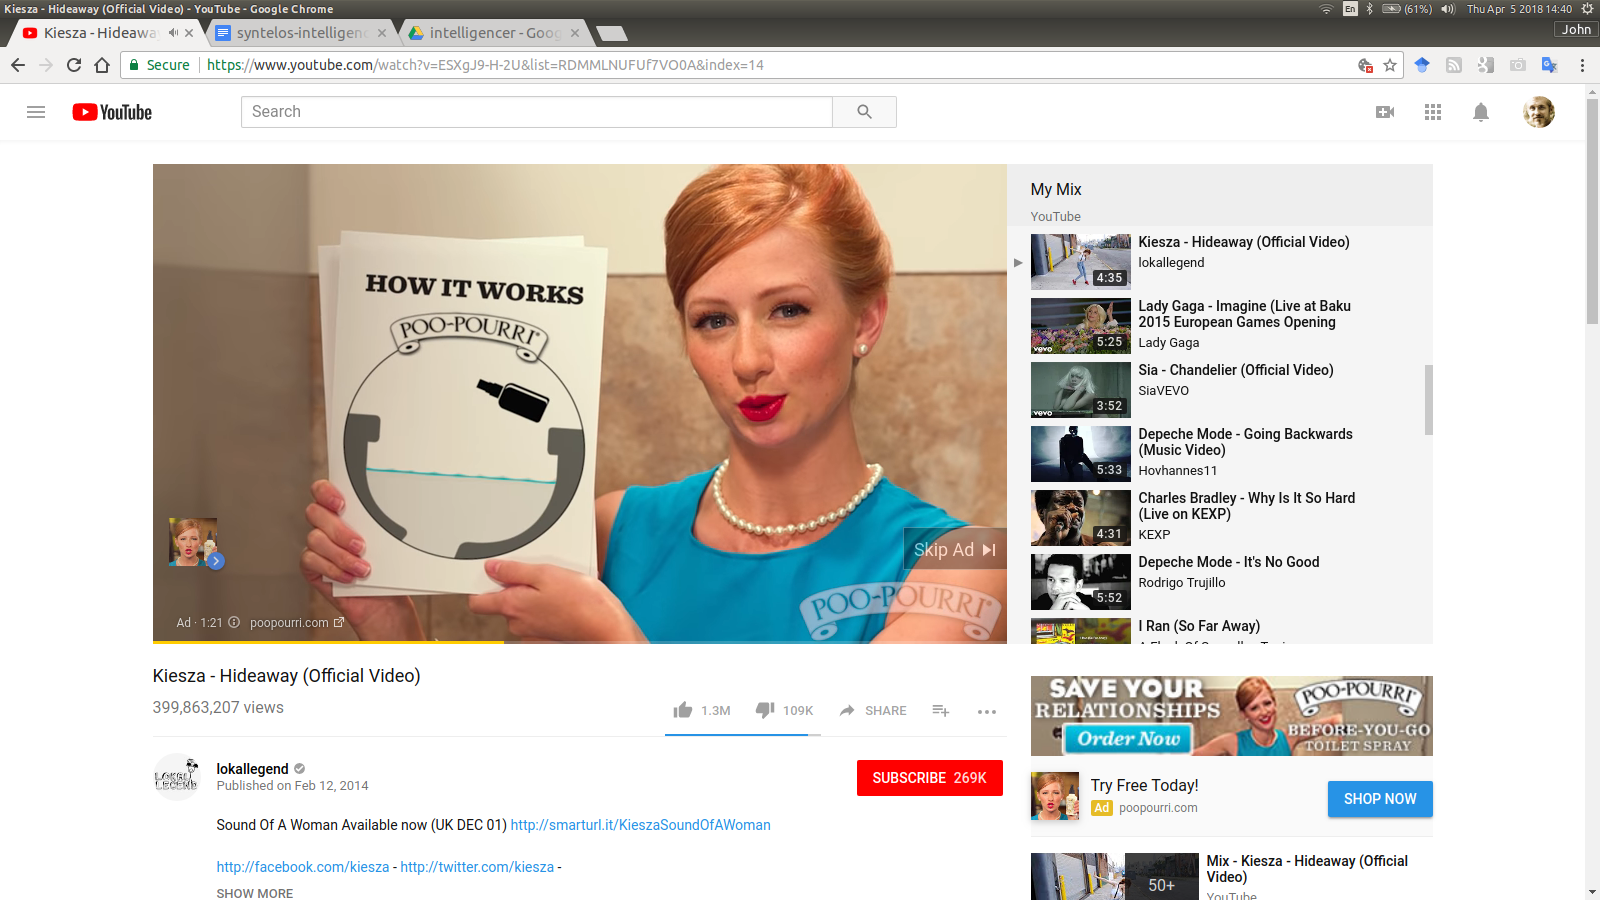 Kiesza - Hideaway (Official Video) - YouTube - Google Chrome
En
(61%)
Thu Apr 5 2018 14:40
Kiesza - Hideawa
syntelos-intelligenc
intelligencer - Goog
John
Secure
https://www.youtube.com/watch?v=ESXgJ9-H-2U&list=RDMMLNUFUf7VO0A&index=14
YouTube
Search
HOW IT WORKS
POO-POURRI
Skip Ad
POO-POURRI
Ad · 1:21
poopourri.com
My Mix
YouTube
Kiesza - Hideaway (Official Video)
lokallegend
4:35
Lady Gaga - Imagine (Live at Baku
2015 European Games Opening
Lady Gaga
vevo
5:25
Sia - Chandelier (Official Video)
SiaVEVO
vevo
3:52
Depeche Mode - Going Backwards
(Music Video)
Hovhannes11
5:33
Charles Bradley - Why Is It So Hard
(Live on KEXP)
KEXP
4:31
Depeche Mode - It's No Good
Rodrigo Trujillo
5:52
I Ran (So Far Away)
Kiesza - Hideaway (Official Video)
399,863,207 views
1.3M
109K
SHARE
LOKAL
LEGEND
lokallegend
Published on Feb 12, 2014
SUBSCRIBE 269K
Sound Of A Woman Available now (UK DEC 01) http://smarturl.it/KieszaSoundOfAWoman
http://facebook.com/kiesza - http://twitter.com/kiesza -
SHOW MORE
SAVE YOUR
RELATIONSHIPS
Order Now
POO-POURRI
BEFORE-YOU-GO
TOILET SPRAY
Try Free Today!
Ad poopourri.com
SHOP NOW
Mix - Kiesza - Hideaway (Official
Video)
YouTube
50+